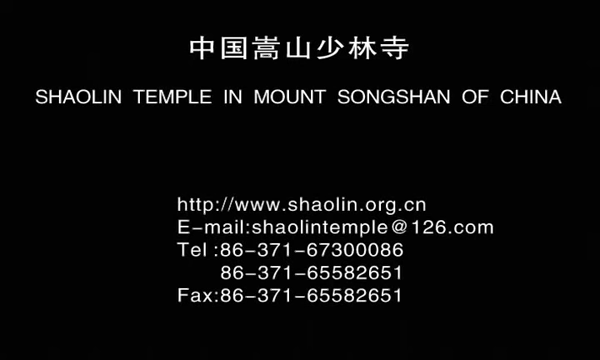 中国嵩山少林寺
SHAOLIN TEMPLE IN MOUNT SONGSHAN OF CHINA
http://www.shaolin.org.cn
E-mail:shaolintemple@126.com
Tel :86-371-67300086
86-371-65582651
Fax:86-371-65582651